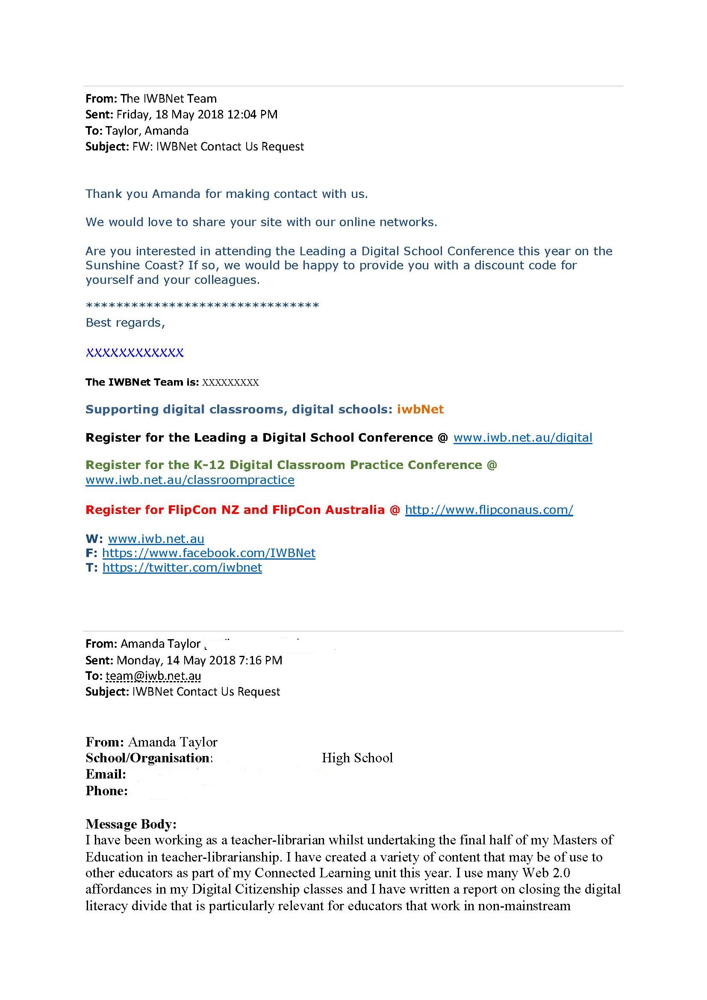 From: The IWBNet Team
Sent: Friday, 18 May 2018 12:04 PM
To: Taylor, Amanda
Subject: FW: IWBNet Contact Us Request
Thank you Amanda for making contact with us.
We would love to share your site with our online networks.
Are you interested in attending the Leading a Digital School Conference this year on the
Sunshine Coast? If so, we would be happy to provide you with a discount code for
yourself and your colleagues.
*******************************
Best regards,
xxxxxxxxxxxx
The IWBNet Team is: xxxxxxxxx
Supporting digital classrooms, digital schools: iwbNet
Register for the Leading a Digital School Conference @ www.iwb.net.au/digital
Register for the K-12 Digital Classroom Practice Conference @
www.iwb.net.au/classroompractice
Register for FlipCon NZ and FlipCon Australia @ http://www.flipconaus.com/
W: www.iwb.net.au
F: https://www.facebook.com/IWBNet
T: https://twitter.com/iwbnet
From: Amanda Taylor
Sent: Monday, 14 May 2018 7:16 PM
To: team@iwb.net.au
Subject: IWBNet Contact Us Request
From: Amanda Taylor
School/Organisation: High School
Email:
Phone:
Message Body:
I have been working as a teacher-librarian whilst undertaking the final half of my Masters of
Education in teacher-librarianship. I have created a variety of content that may be of use to
other educators as part of my Connected Learning unit this year. I use many Web 2.0
affordances in my Digital Citizenship classes and I have written a report on closing the digital
literacy divide that is particularly relevant for educators that work in non-mainstream